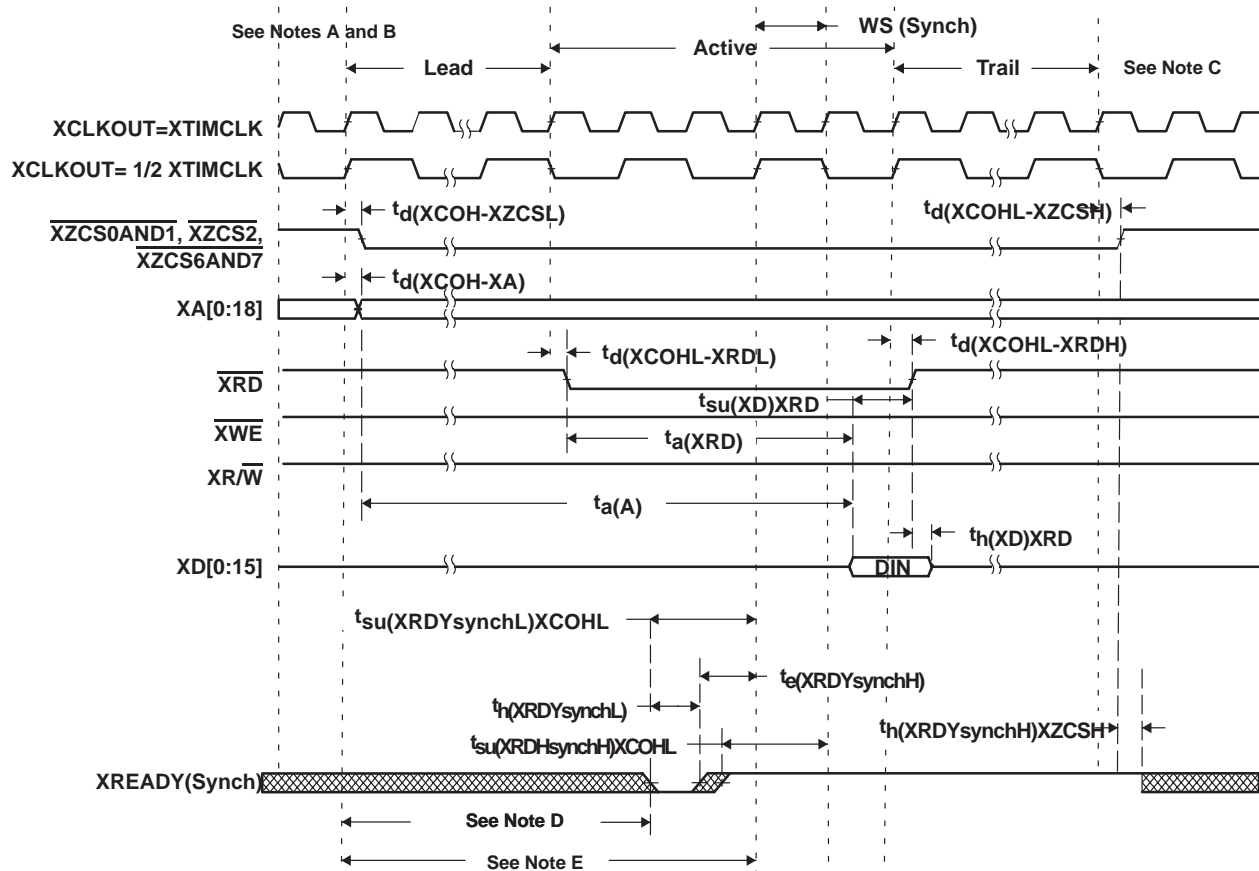 See Notes A and B
WS (Synch)
Active
Lead
Trail
See Note C
XCLKOUT=XTIMCLK
XCLKOUT= 1/2 XTIMCLK
td(XCOH-XZCSL)
td(XCOHL-XZCSH)
XZCS0AND1, XZCS2,
XZCS6AND7
td(XCOH-XA)
XA[0:18]
td(XCOHL-XRDL)
td(XCOHL-XRDH)
XRD
tsu(XD)XRD
XWE
ta(XRD)
XR/W
ta(A)
th(XD)XRD
XD[0:15]
DIN
tsu(XRDYsynchL)XCOHL
te(XRDYsynchH)
th(XRDYsynchL)
th(XRDYsynchH)XZCSH
tsu(XRDHsynchH)XCOHL
XREADY(Synch)
See Note D
See Note E